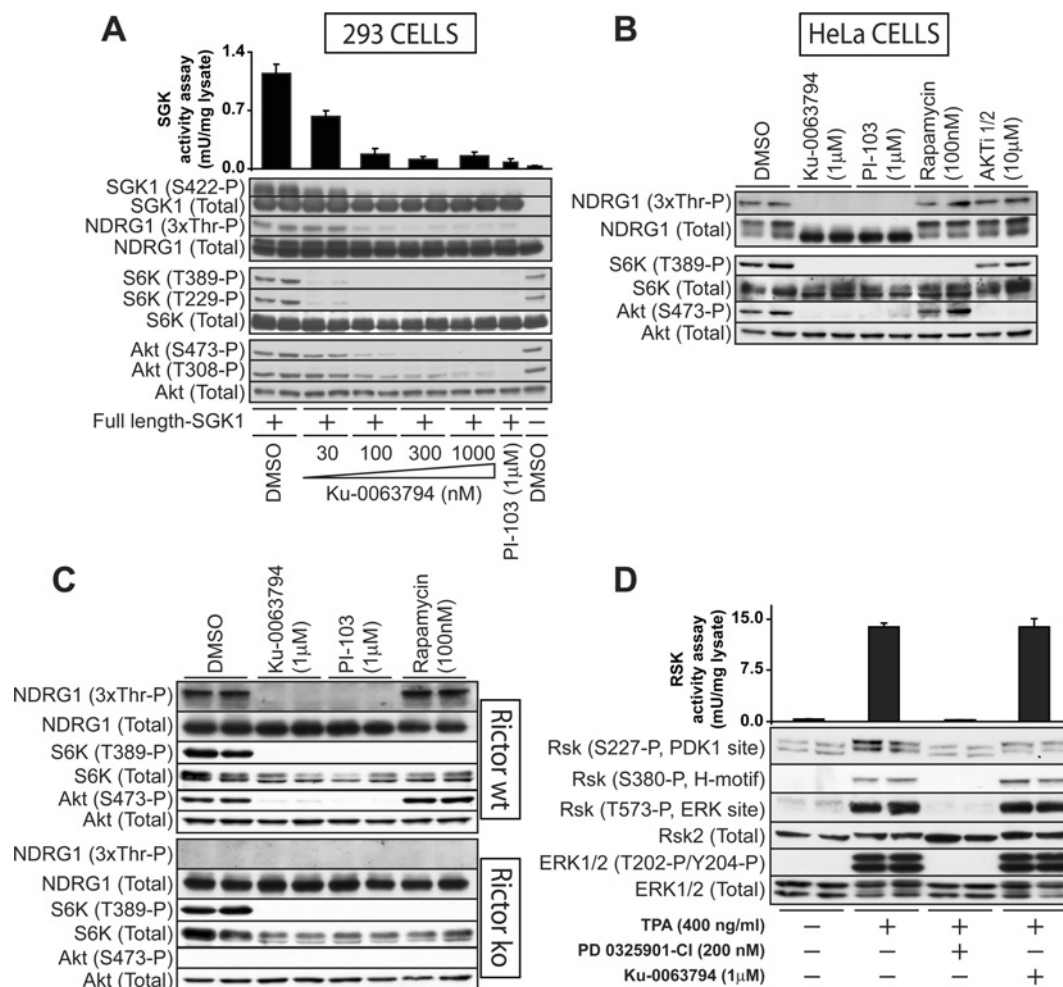 A
293 CELLS
SGK
activity assay
(mU/mg lysate)
1.4
0.7
0.0
SGK1 (S422-P)
SGK1 (Total)
NDRG1 (3xThr-P)
NDRG1 (Total)
S6K (T389-P)
S6K (T229-P)
S6K (Total)
Akt (S473-P)
Akt (T308-P)
Akt (Total)
Full length-SGK1 + + + + + + −
DMSO
30 100 300 1000
Ku-0063794 (nM)
PI-103 (1μM)
DMSO
B
HeLa CELLS
DMSO
Ku-0063794
(1μM)
PI-103
(1μM)
Rapamycin
(100nM)
AKTi 1/2
(10μM)
NDRG1 (3xThr-P)
NDRG1 (Total)
S6K (T389-P)
S6K (Total)
Akt (S473-P)
Akt (Total)
C
DMSO
Ku-0063794
(1μM)
PI-103
(1μM)
Rapamycin
(100nM)
NDRG1 (3xThr-P)
NDRG1 (Total)
S6K (T389-P)
S6K (Total)
Akt (S473-P)
Akt (Total)
Rictor wt
NDRG1 (3xThr-P)
NDRG1 (Total)
S6K (T389-P)
S6K (Total)
Akt (S473-P)
Akt (Total)
Rictor ko
D
RSK
activity assay
(mU/mg lysate)
15.0
7.5
0.0
Rsk (S227-P, PDK1 site)
Rsk (S380-P, H-motif)
Rsk (T573-P, ERK site)
Rsk2 (Total)
ERK1/2 (T202-P/Y204-P)
ERK1/2 (Total)
TPA (400 ng/ml) − + + +
PD 0325901-Cl (200 nM) − − + −
Ku-0063794 (1μM) − − − +